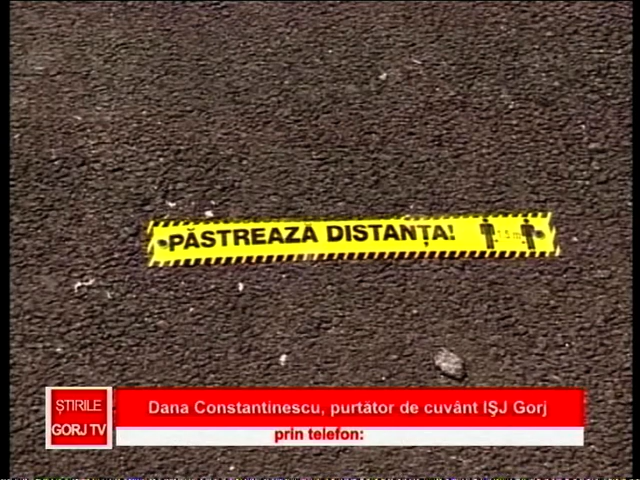 PĂSTREAZĂ DISTANȚA!
ȘTIRILE
GORJ TV
Dana Constantinescu, purtător de cuvânt IȘJ Gorj
prin telefon: